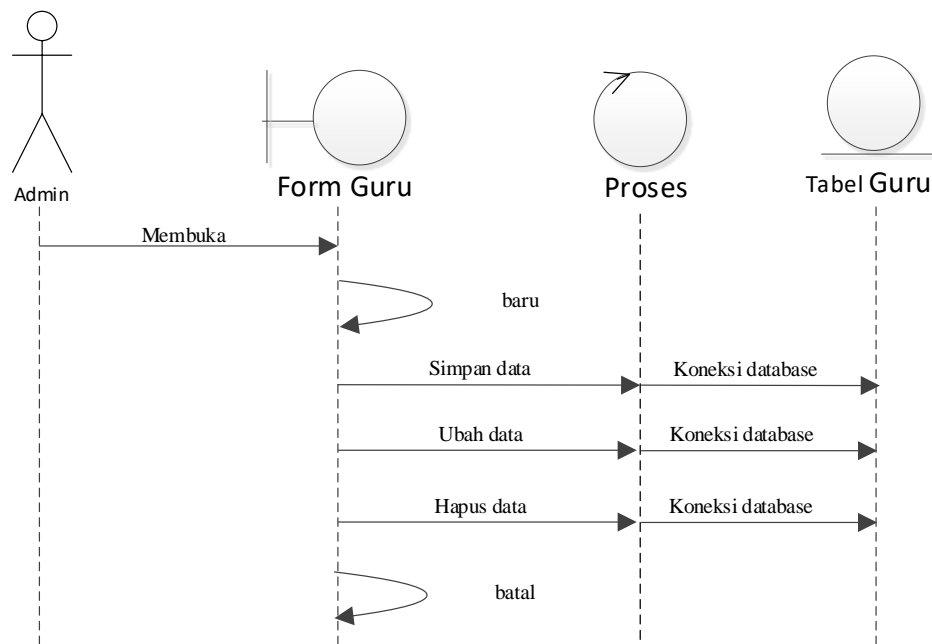 Admin
Form Guru
Proses
Tabel Guru
Membuka
baru
Simpan data
Koneksi database
Ubah data
Koneksi database
Hapus data
Koneksi database
batal